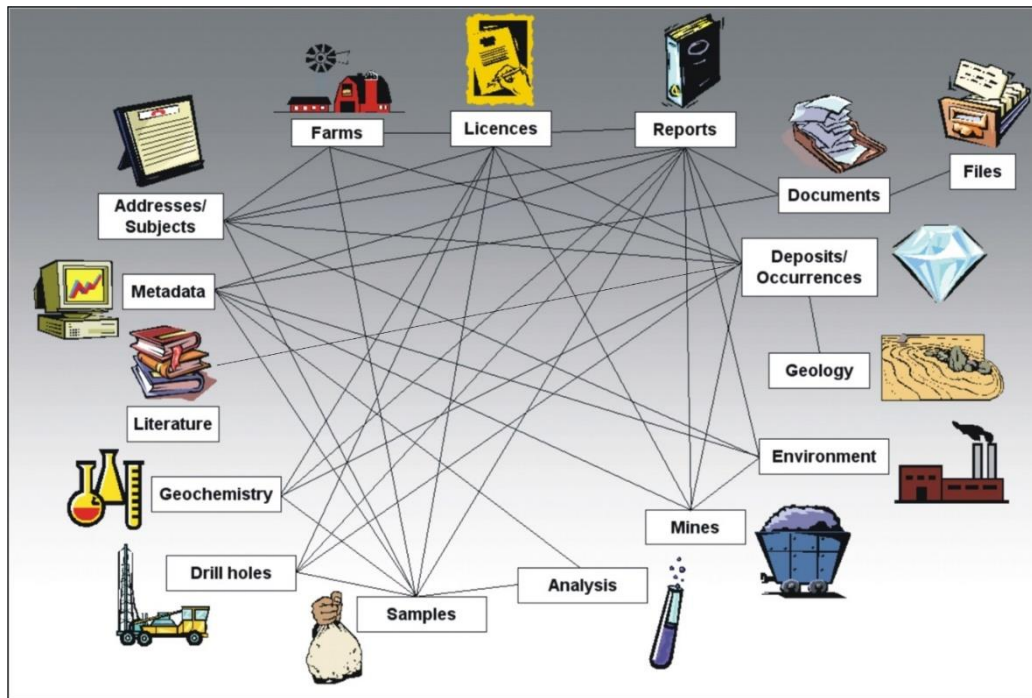 Farms
Licences
Reports
Documents
Files
Addresses/
Subjects
Deposits/
Occurrences
Metadata
Geology
Literature
Environment
Geochemistry
Mines
Drill holes
Analysis
Samples